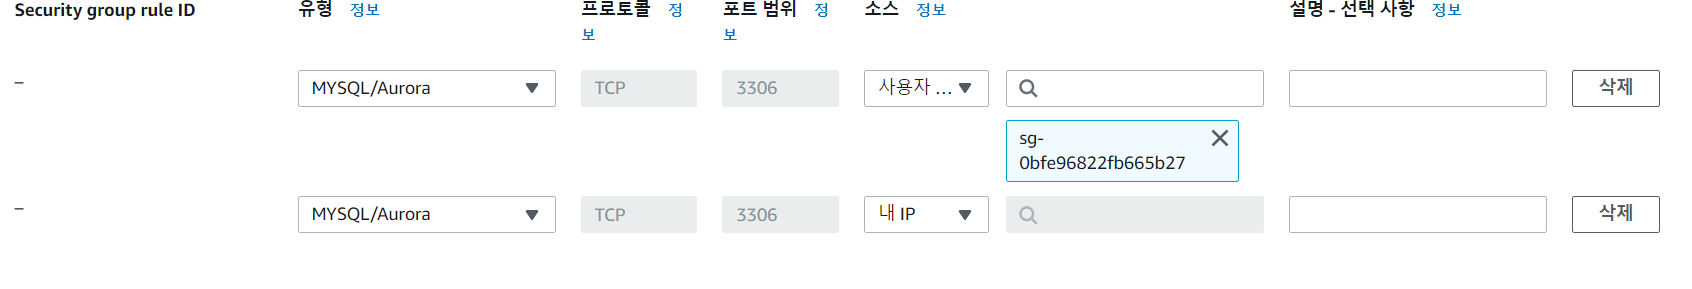 Security group rule ID 유형 정보 프로토콜 정보 포트 범위 정보 소스 정보 설명 - 선택 사항 정보
– MYSQL/Aurora TCP 3306 사용자 ... 삭제
sg-
0bfe96822fb665b27
– MYSQL/Aurora TCP 3306 내 IP 삭제